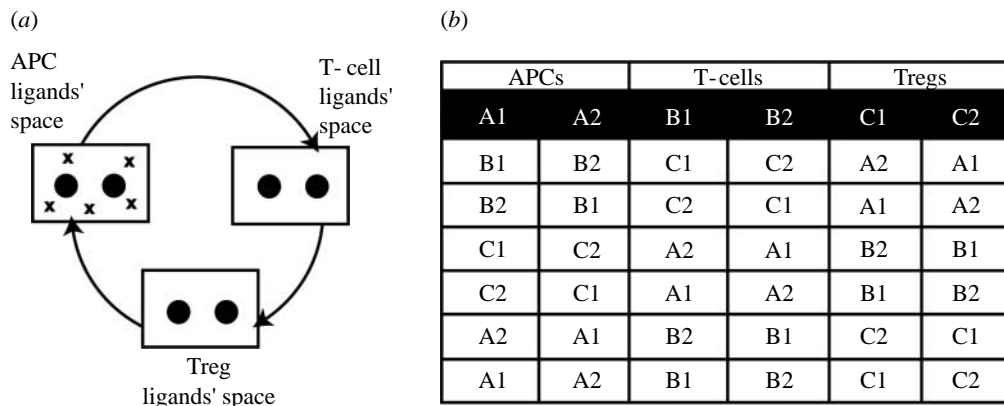 (a)
APC
ligands'
space
T- cell
ligands'
space
x x x x x
Treg
ligands' space
(b)
APCs T-cells Tregs
A1 A2 B1 B2 C1 C2
B1 B2 C1 C2 A2 A1
B2 B1 C2 C1 A1 A2
C1 C2 A2 A1 B2 B1
C2 C1 A1 A2 B1 B2
A2 A1 B2 B1 C2 C1
A1 A2 B1 B2 C1 C2